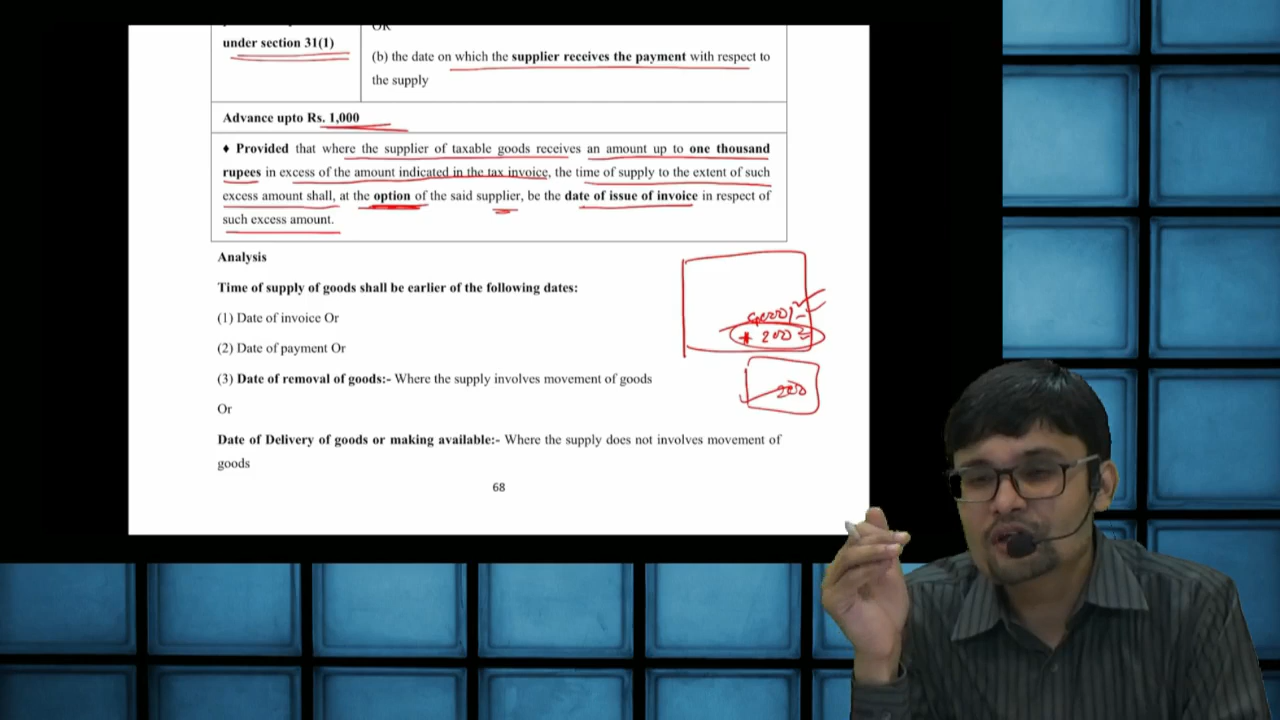 under section 31(1)
OR
(b) the date on which the supplier receives the payment with respect to
the supply
Advance upto Rs. 1,000
♦ Provided that where the supplier of taxable goods receives an amount up to one thousand
rupees in excess of the amount indicated in the tax invoice, the time of supply to the extent of such
excess amount shall, at the option of the said supplier, be the date of issue of invoice in respect of
such excess amount.
Analysis
Time of supply of goods shall be earlier of the following dates:
(1) Date of invoice Or
(2) Date of payment Or
(3) Date of removal of goods:- Where the supply involves movement of goods
Or
Date of Delivery of goods or making available:- Where the supply does not involves movement of
goods
+ 200
200
68